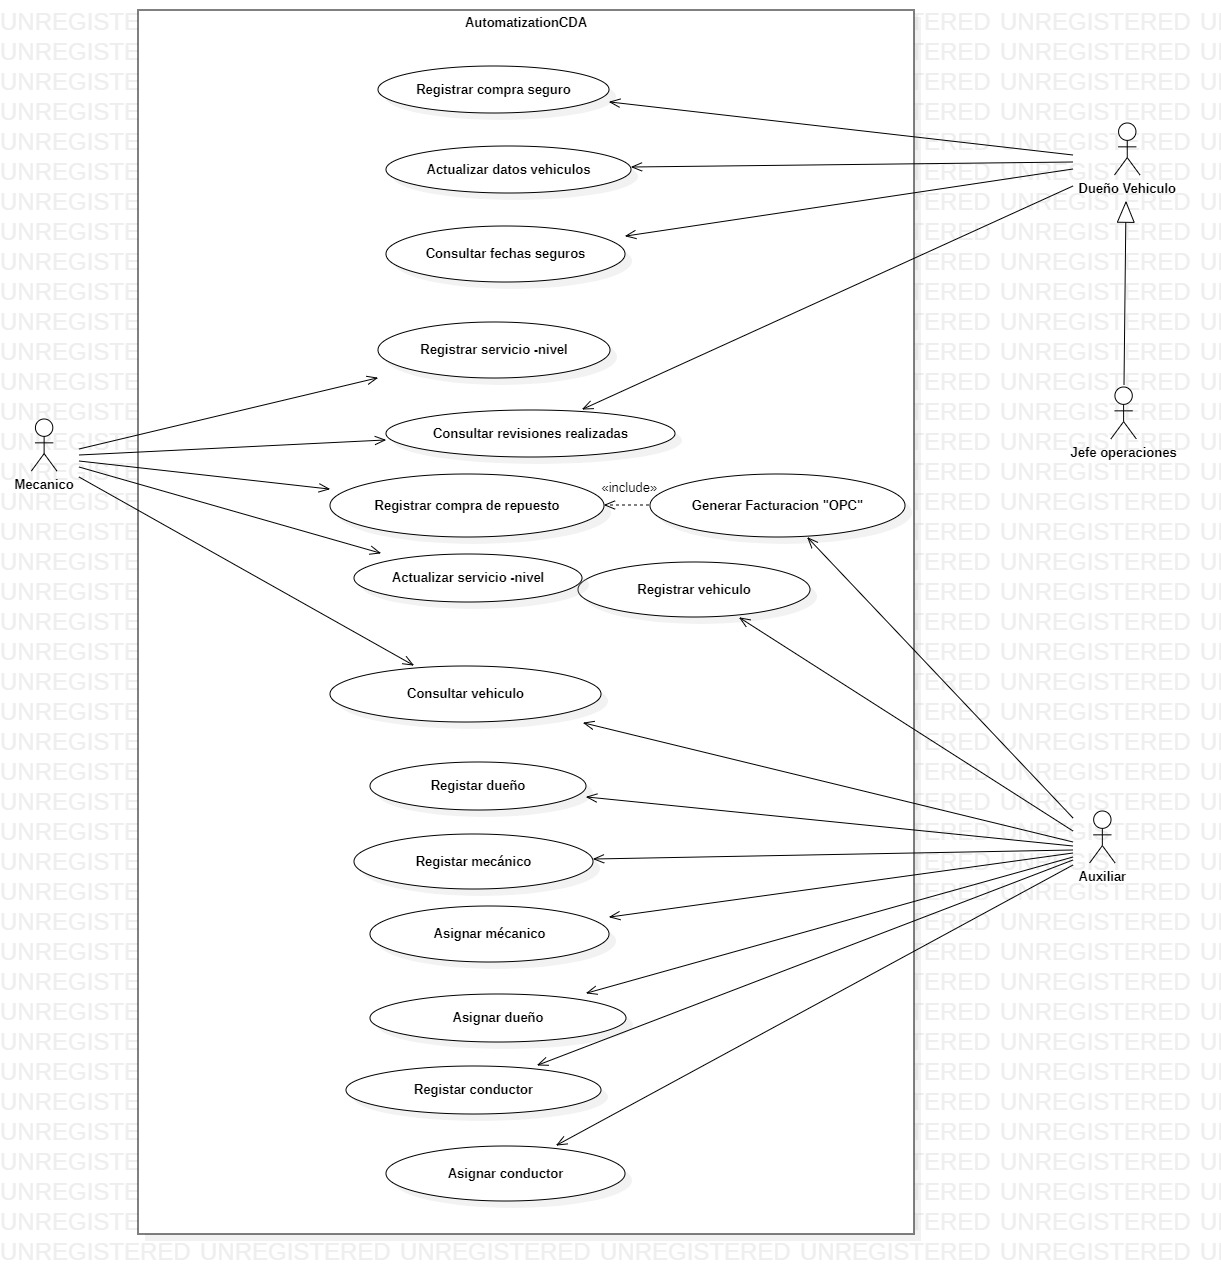 AutomatizationCDA
Registrar compra seguro
Actualizar datos vehiculos
Dueño Vehiculo
Consultar fechas seguros
Registrar servicio -nivel
Consultar revisiones realizadas
Jefe operaciones
Mecanico
«include»
Registrar compra de repuesto
Generar Facturacion "OPC"
Actualizar servicio -nivel
Registrar vehiculo
Consultar vehiculo
Registar dueño
Registar mecánico
Auxiliar
Asignar mécanico
Asignar dueño
Registar conductor
Asignar conductor
UNREGISTERED UNREGISTERED UNREGISTERED UNREGISTERED UNREGISTERED UNREGISTERED